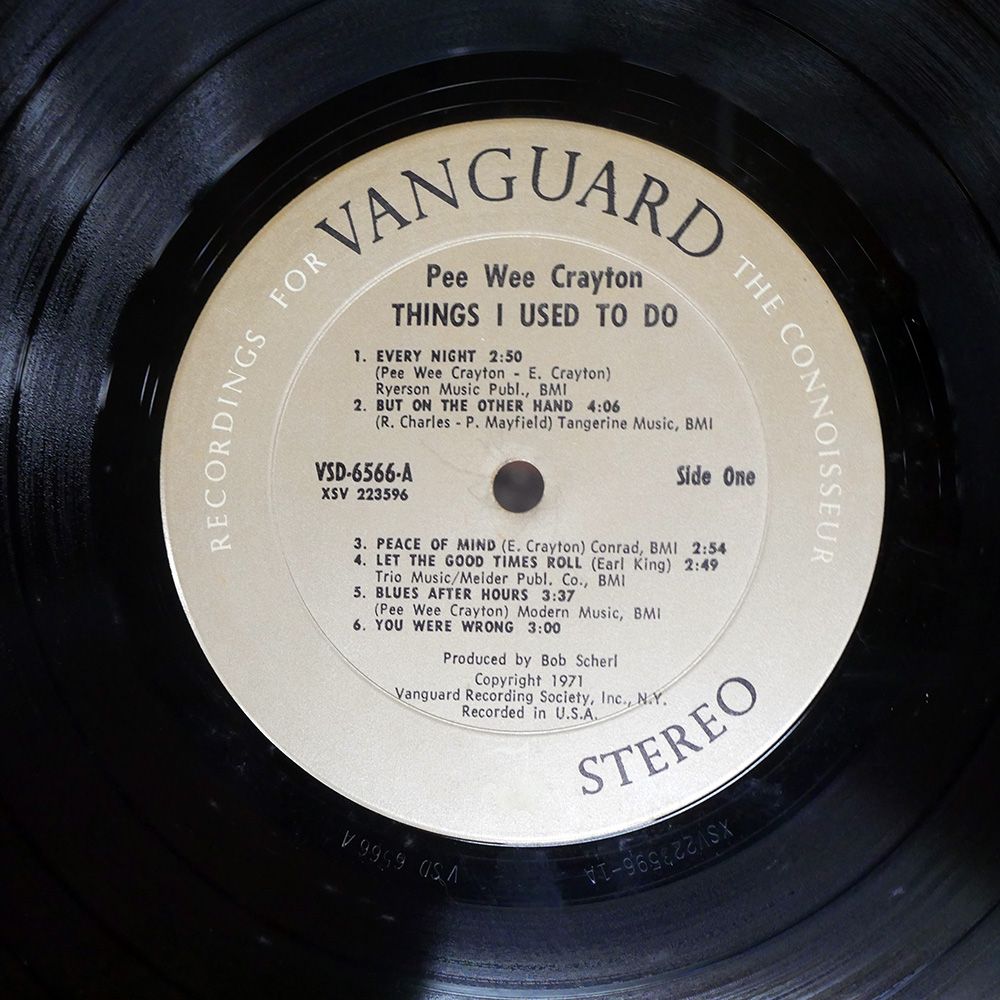 VANGUARD
RECORDINGS FOR THE CONNOISSEUR
Pee Wee Crayton
THINGS I USED TO DO
1. EVERY NIGHT 2:50
(Pee Wee Crayton - E. Crayton)
Ryerson Music Publ., BMI
2. BUT ON THE OTHER HAND 4:06
(R. Charles - P. Mayfield) Tangerine Music, BMI
VSD-6566-A
XSV 223596
Side One
3. PEACE OF MIND (E. Crayton) Conrad, BMI 2:54
4. LET THE GOOD TIMES ROLL (Earl King) 2:49
Trio Music/Melder Publ. Co., BMI
5. BLUES AFTER HOURS 3:37
(Pee Wee Crayton) Modern Music, BMI
6. YOU WERE WRONG 3:00
Produced by Bob Scherl
Copyright 1971
Vanguard Recording Society, Inc., N.Y.
Recorded in U.S.A.
STEREO
VSD 6566 A
XSV223596-1A